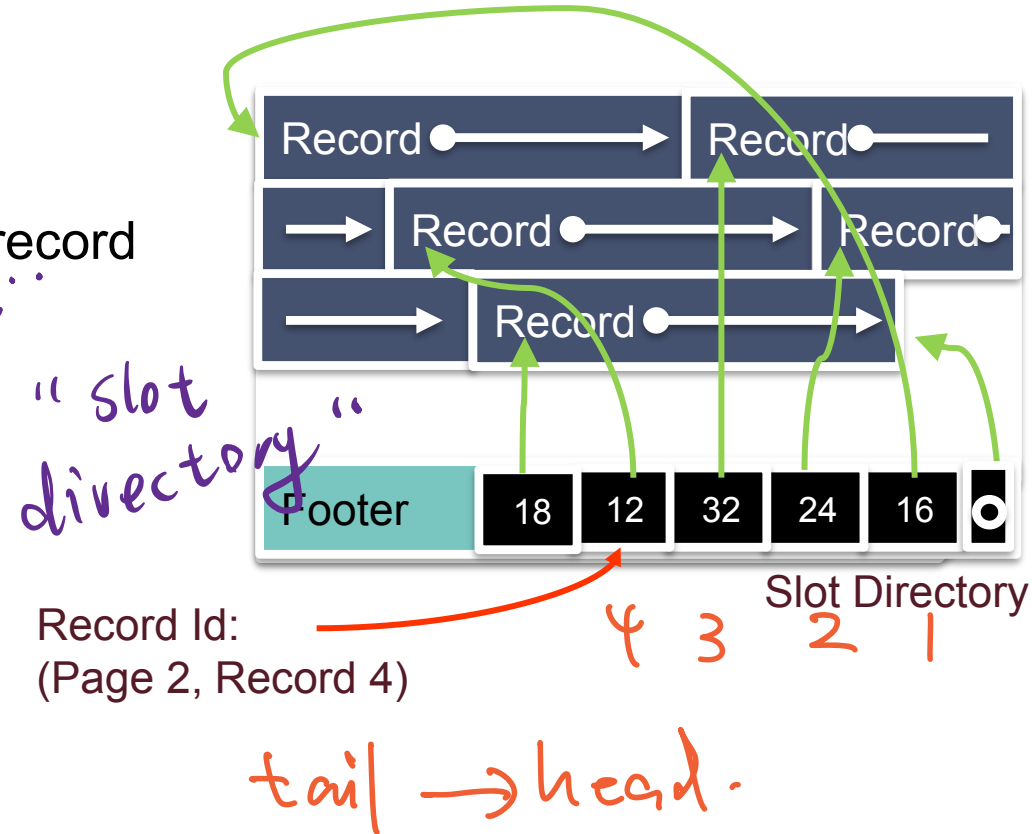 Record Record
record
Record Record
Record
" slot
directory "
Footer 18 12 32 24 16
Slot Directory
Record Id:
(Page 2, Record 4)
4 3 2 1
tail → head.